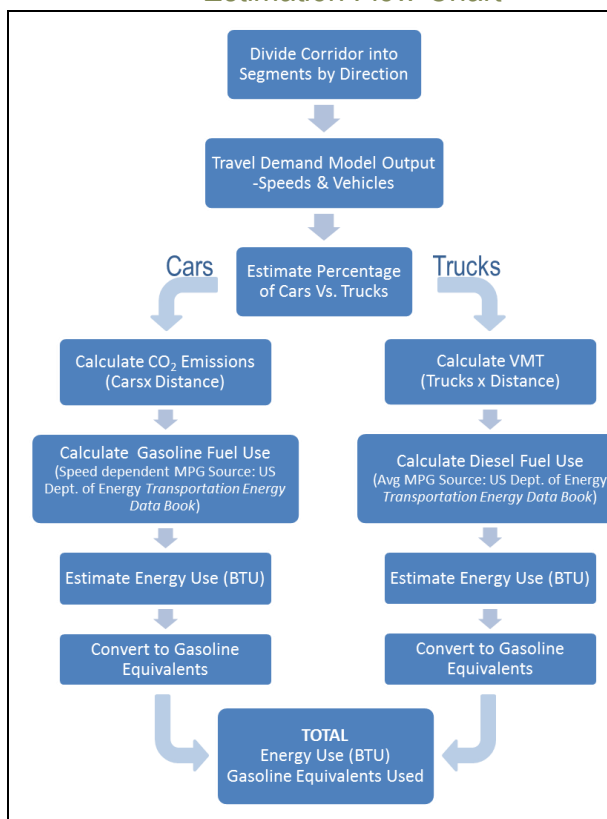 Estimation Flow Chart
Divide Corridor into
Segments by Direction
Travel Demand Model Output
-Speeds & Vehicles
Cars
Estimate Percentage
of Cars Vs. Trucks
Trucks
Calculate CO₂ Emissions
(Carsx Distance)
Calculate VMT
(Trucks x Distance)
Calculate Gasoline Fuel Use
(Speed dependent MPG Source: US
Dept. of Energy Transportation Energy
Data Book)
Calculate Diesel Fuel Use
(Avg MPG Source: US Dept. of Energy
Transportation Energy Data Book)
Estimate Energy Use (BTU)
Estimate Energy Use (BTU)
Convert to Gasoline
Equivalents
Convert to Gasoline
Equivalents
TOTAL
Energy Use (BTU)
Gasoline Equivalents Used